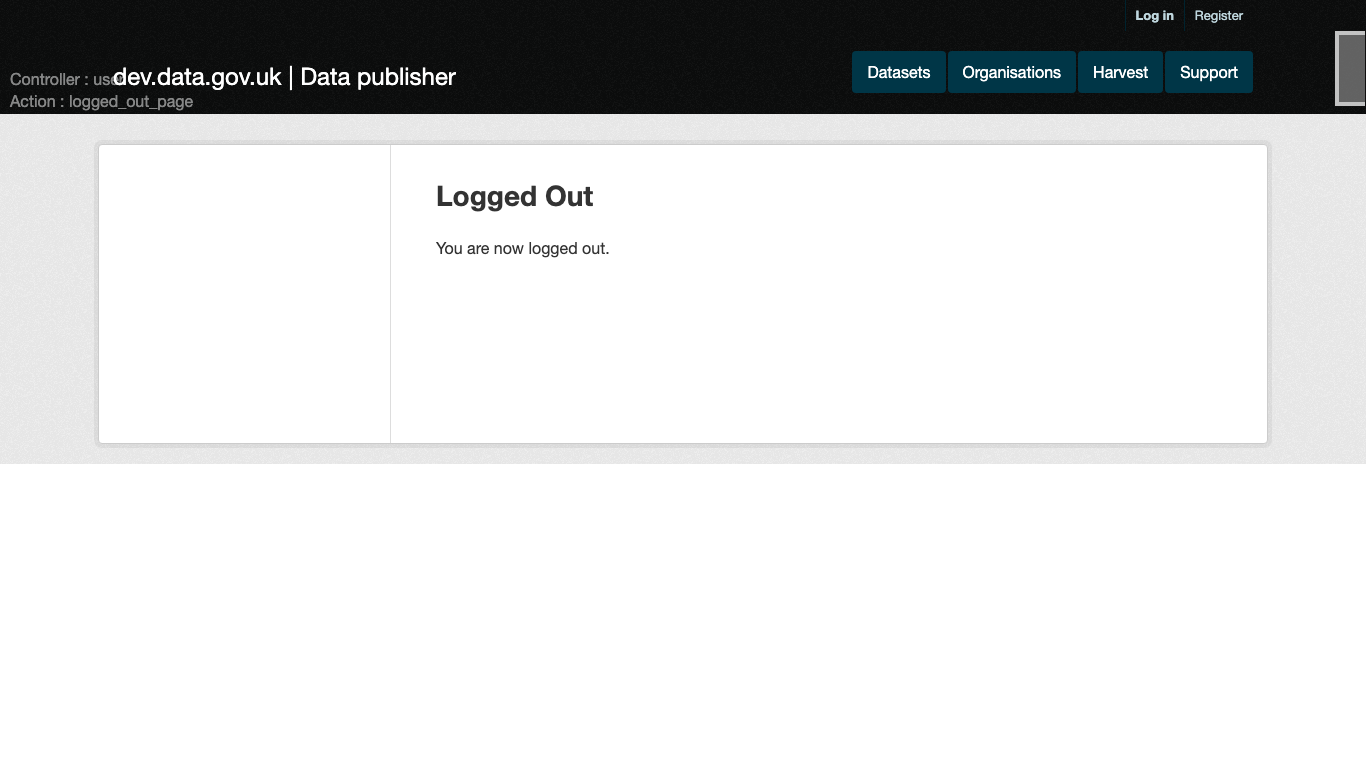 Log in Register
Controller : user
dev.data.gov.uk | Data publisher
Datasets Organisations Harvest Support
Action : logged_out_page
Logged Out
You are now logged out.